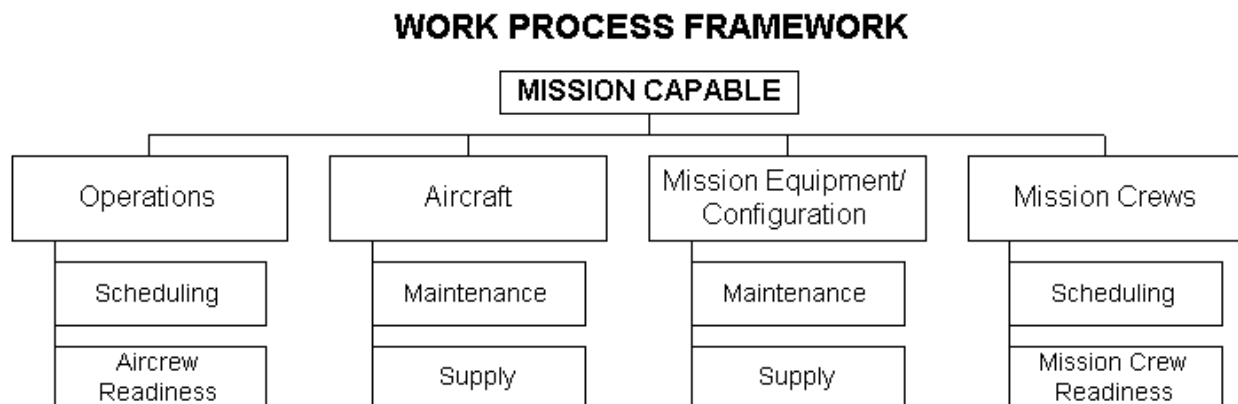 WORK PROCESS FRAMEWORK
MISSION CAPABLE
Operations
Aircraft
Mission Equipment/
Configuration
Mission Crews
Scheduling
Maintenance
Maintenance
Scheduling
Aircrew
Readiness
Supply
Supply
Mission Crew
Readiness